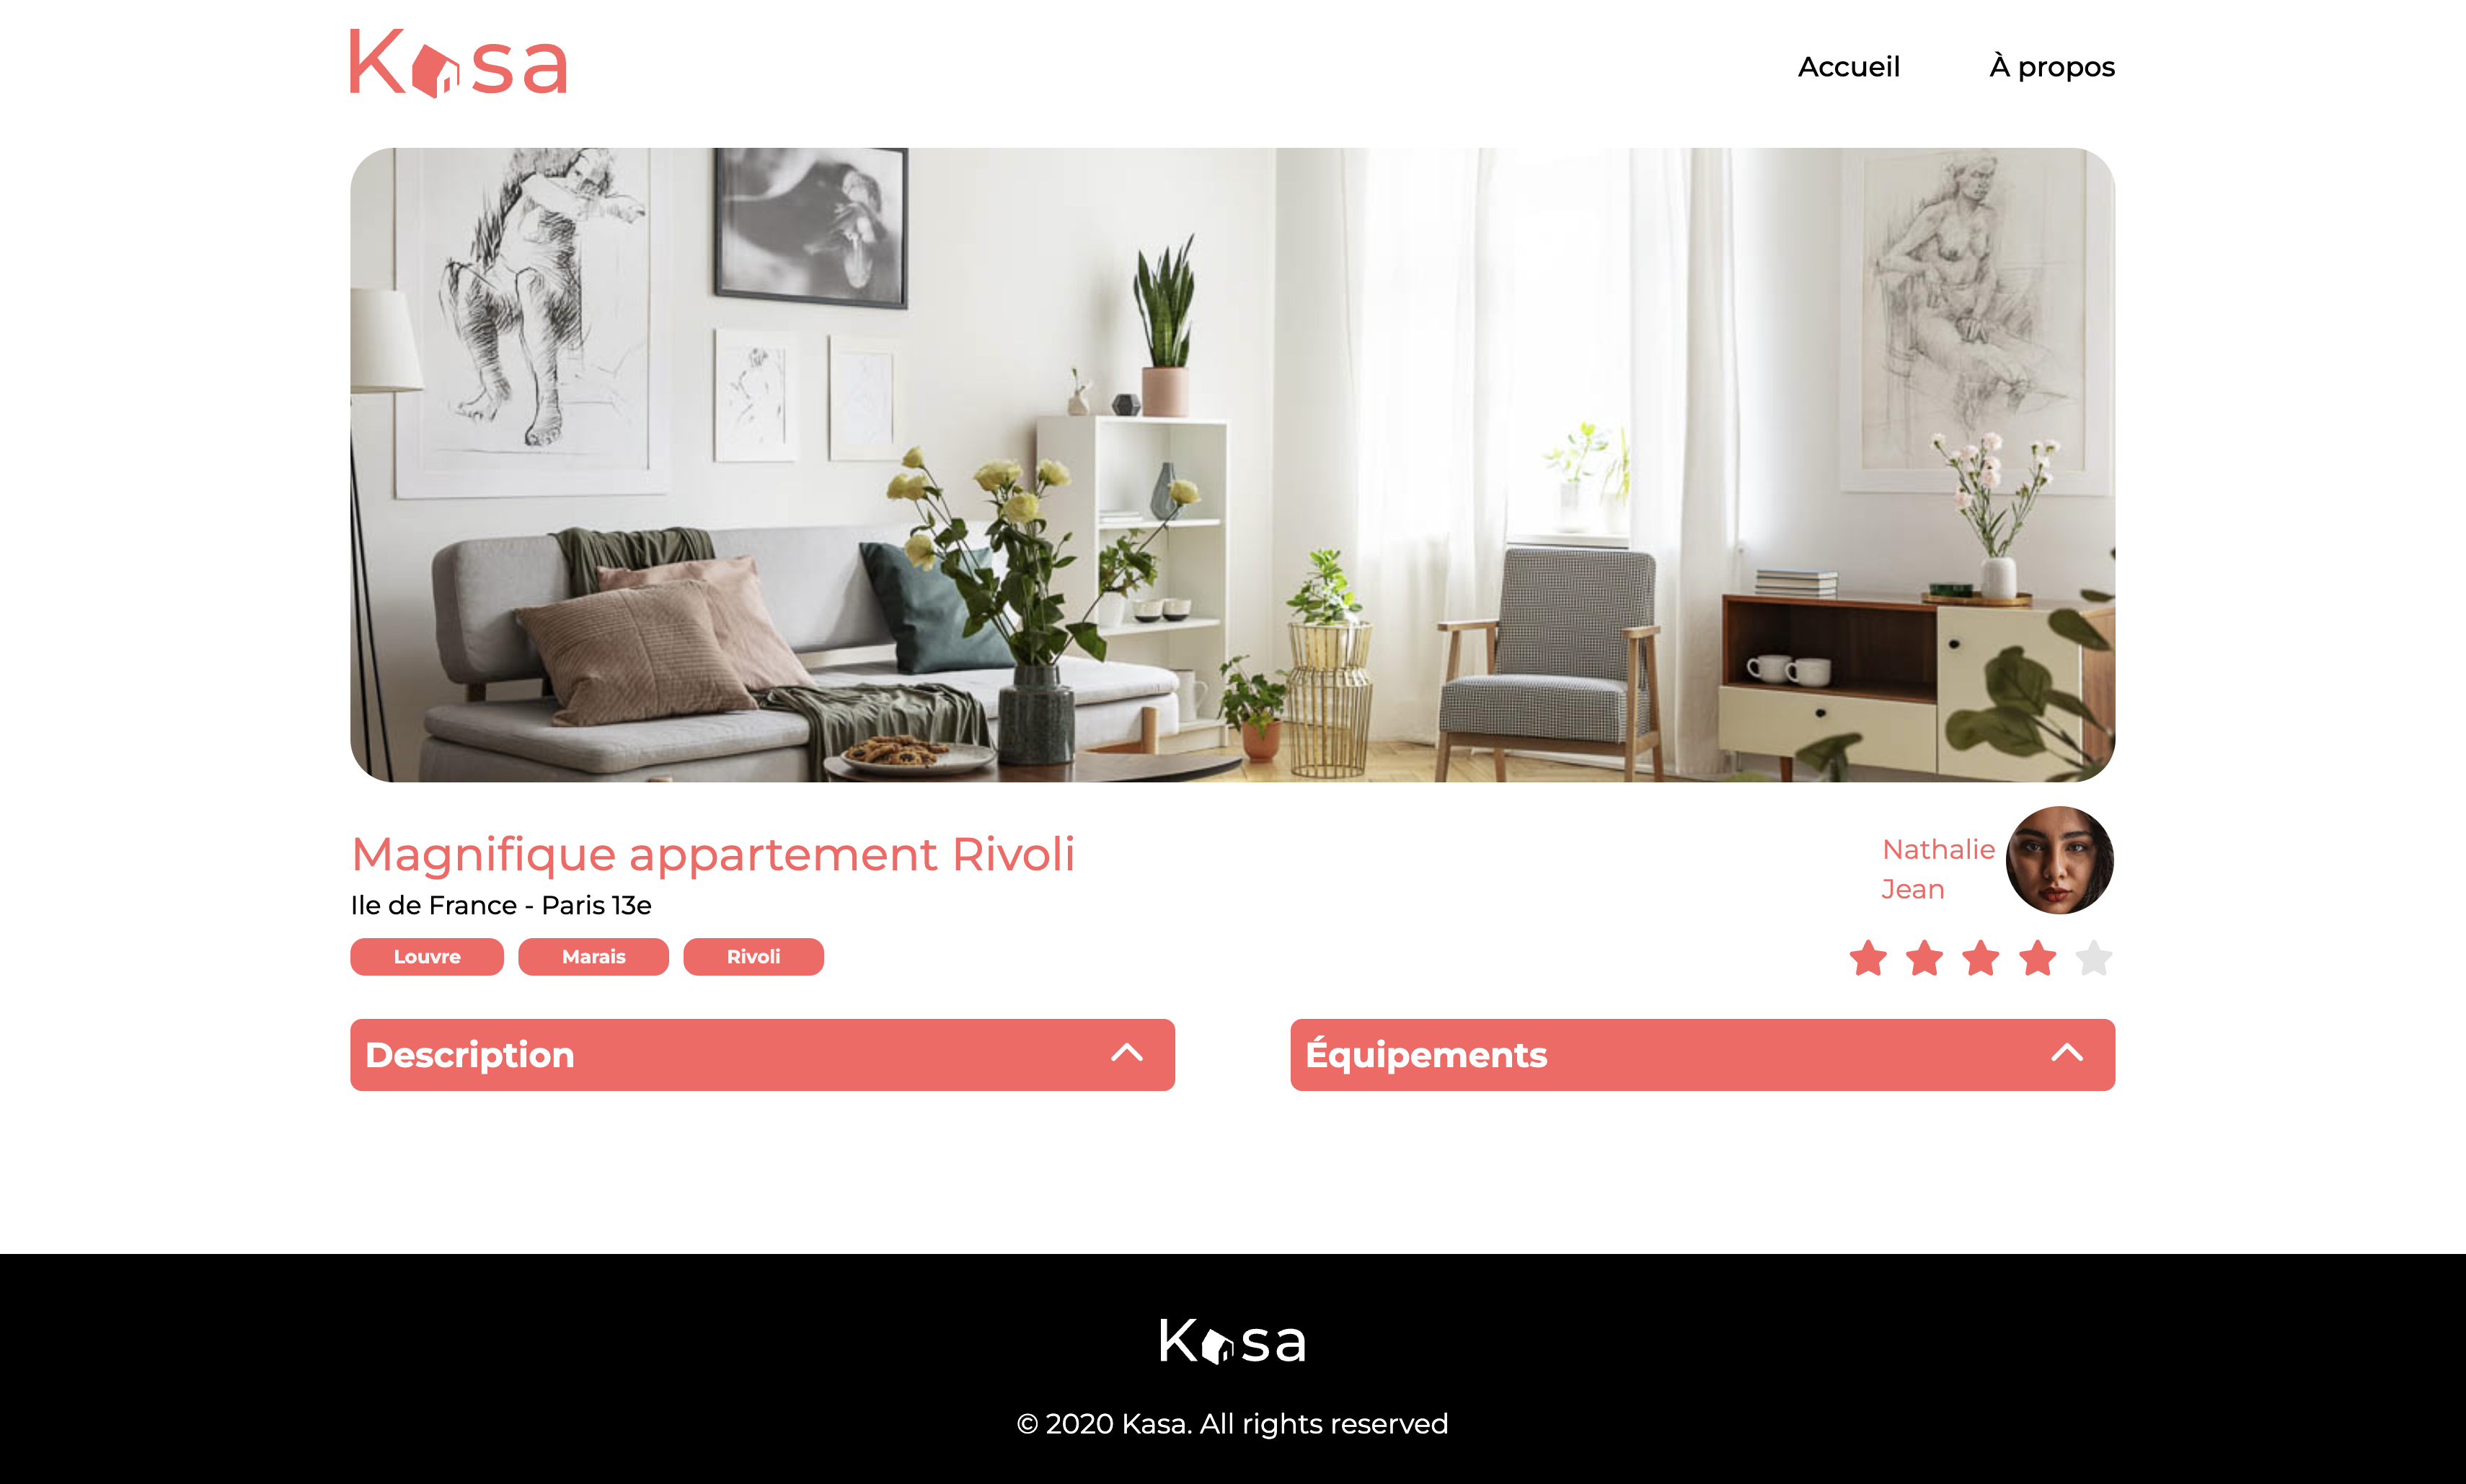 Kasa
Accueil
À propos
Magnifique appartement Rivoli
Nathalie
Jean
Ile de France - Paris 13e
Louvre
Marais
Rivoli
Description
Équipements
Kasa
© 2020 Kasa. All rights reserved